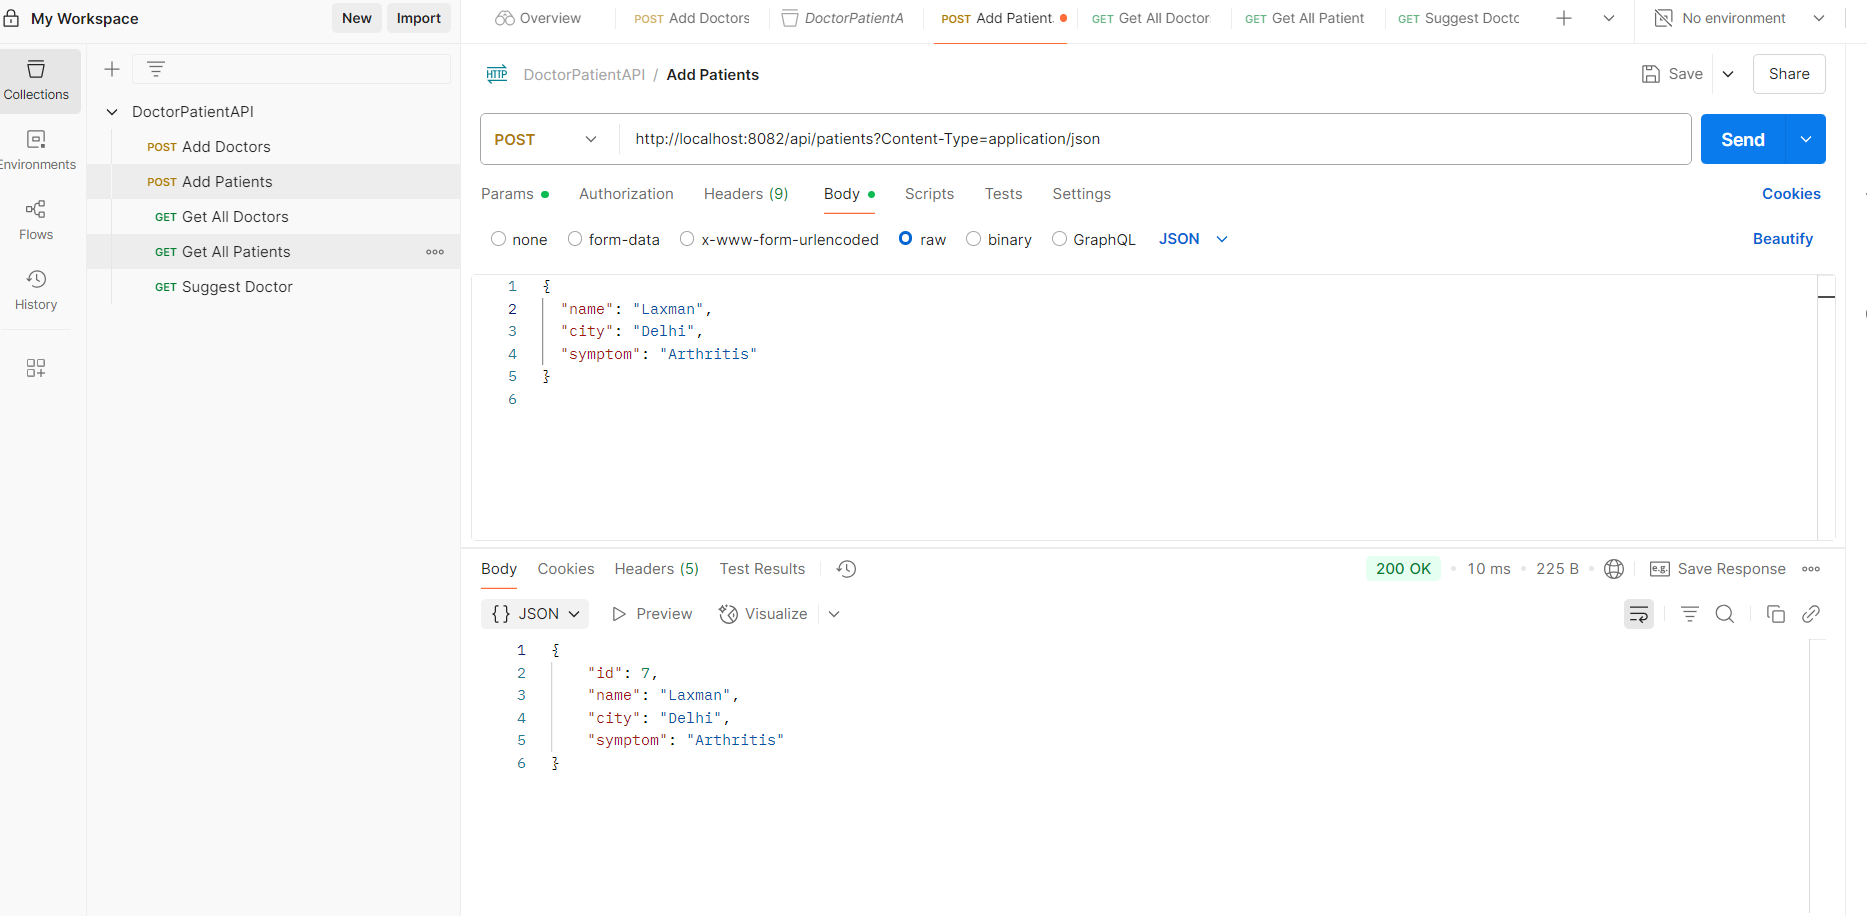 My Workspace
New
Import
Overview
POST Add Doctors
DoctorPatientA
POST Add Patient
GET Get All Doctor
GET Get All Patient
GET Suggest Docto
No environment
Collections
Environments
Flows
History
DoctorPatientAPI
POST Add Doctors
POST Add Patients
GET Get All Doctors
GET Get All Patients
GET Suggest Doctor
HTTP DoctorPatientAPI / Add Patients
Save
Share
POST
http://localhost:8082/api/patients?Content-Type=application/json
Send
Params Authorization Headers (9) Body Scripts Tests Settings
Cookies
none form-data x-www-form-urlencoded raw binary GraphQL JSON
Beautify
1 {
2 "name": "Laxman",
3 "city": "Delhi",
4 "symptom": "Arthritis"
5 }
6
Body Cookies Headers (5) Test Results
200 OK 10 ms 225 B
e.g. Save Response
{} JSON Preview Visualize
1 {
2 "id": 7,
3 "name": "Laxman",
4 "city": "Delhi",
5 "symptom": "Arthritis"
6 }